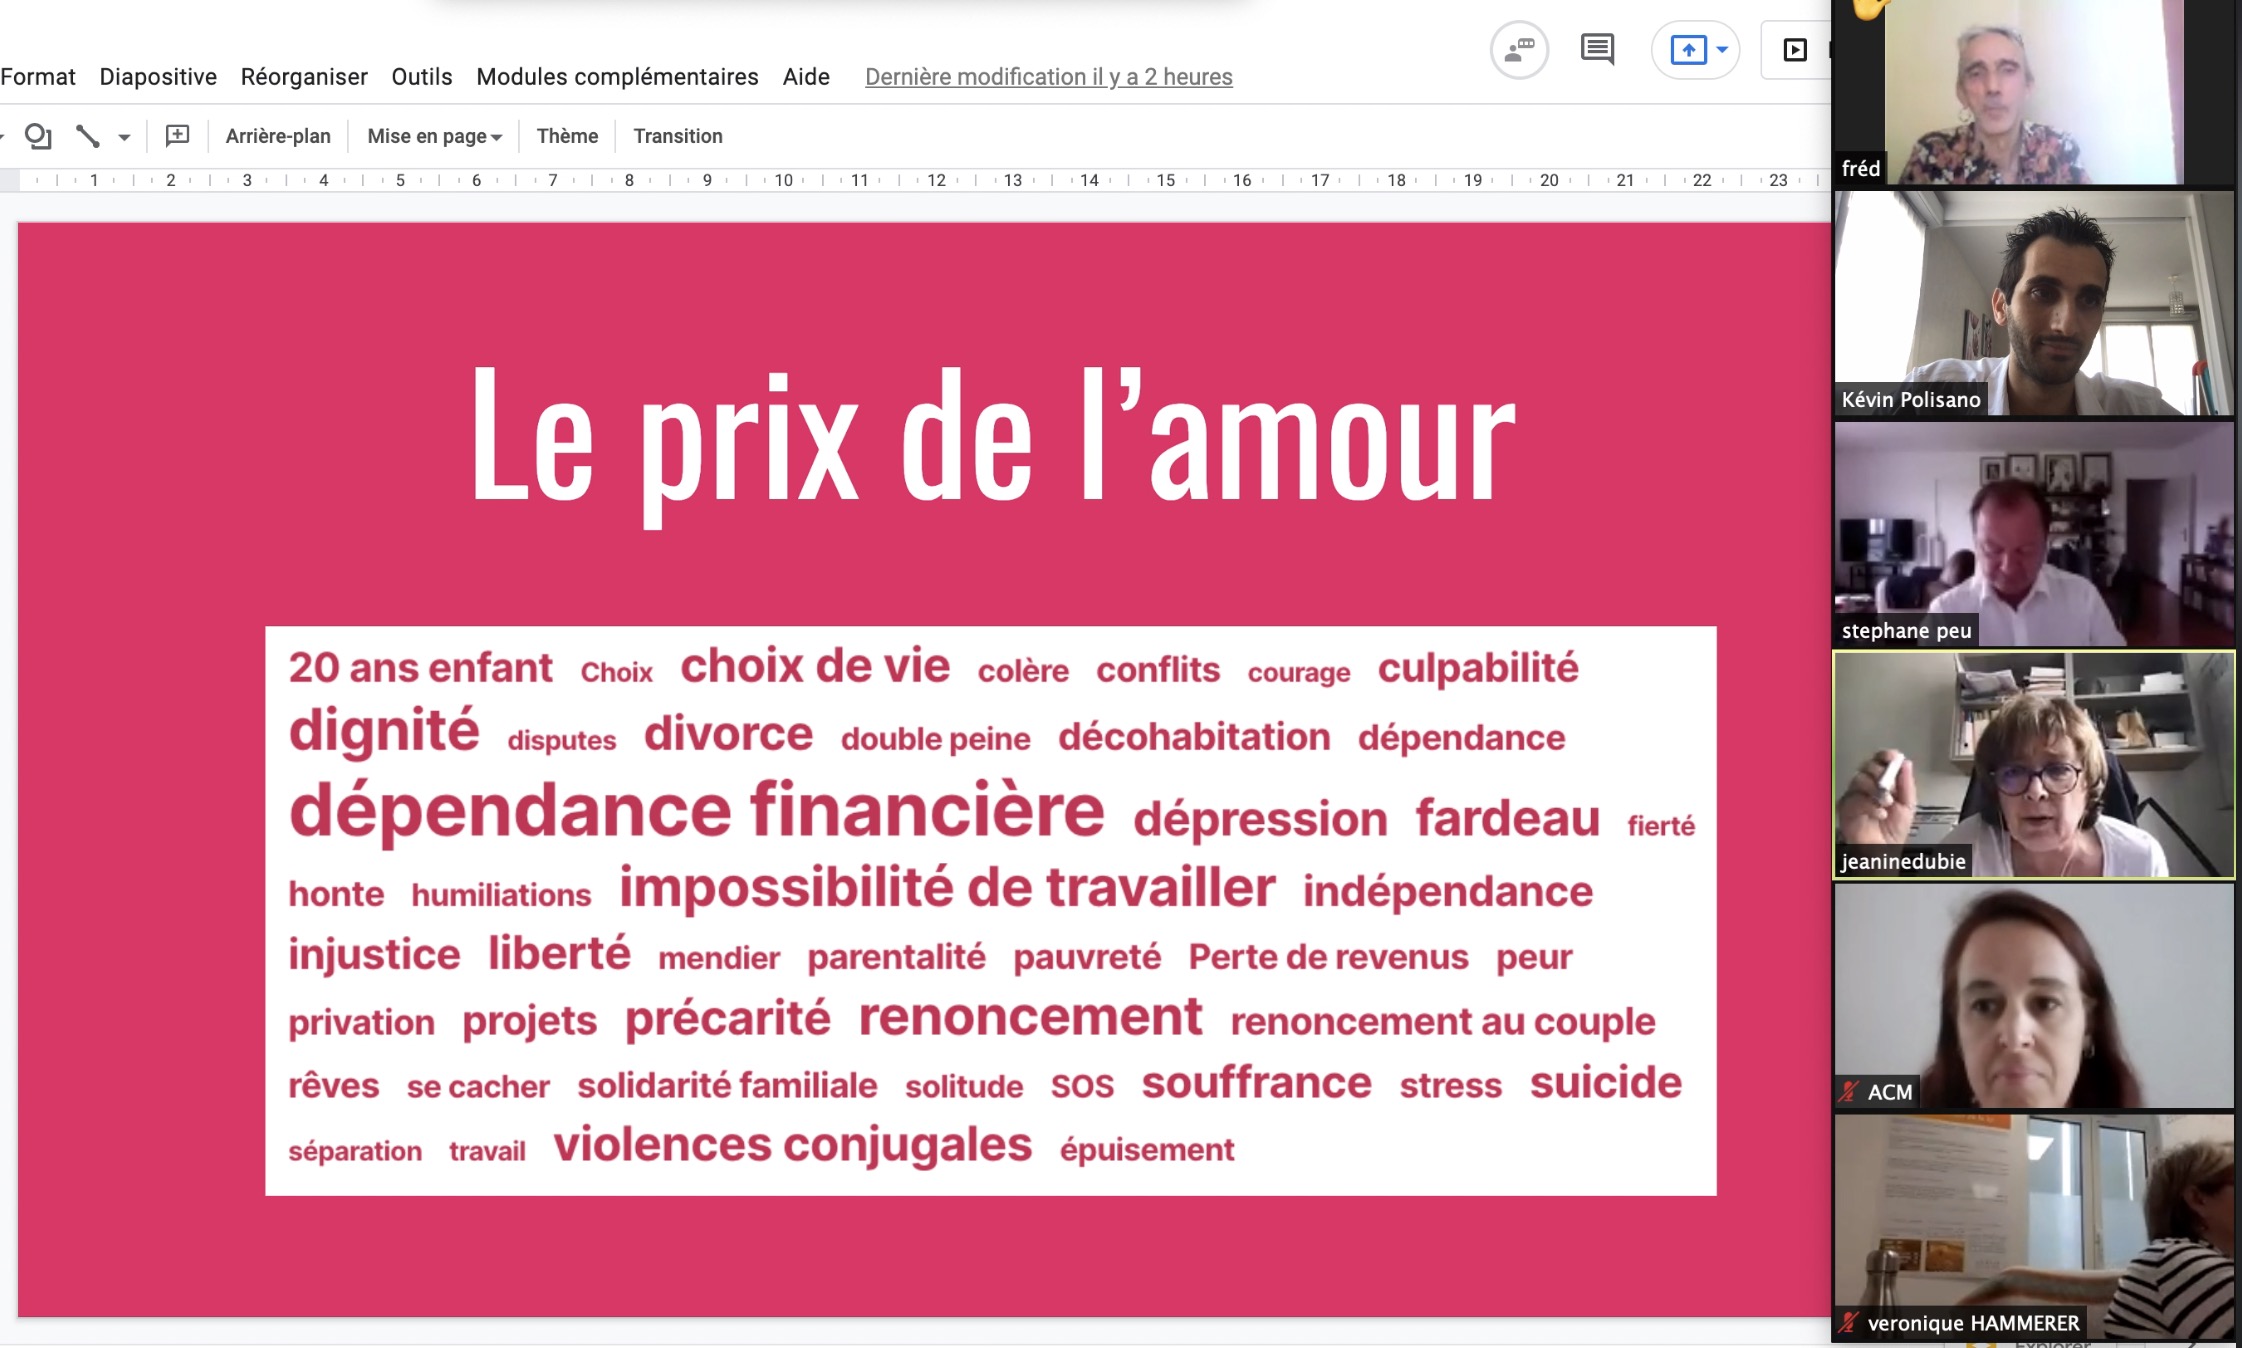 Format Diapositive Réorganiser Outils Modules complémentaires Aide Dernière modification il y a 2 heures
Arrière-plan Mise en page Thème Transition
1 2 3 4 5 6 7 8 9 10 11 12 13 14 15 16 17 18 19 20 21 22 23
Le prix de l’amour
20 ans enfant Choix choix de vie colère conflits courage culpabilité
dignité disputes divorce double peine décohabitation dépendance
dépendance financière dépression fardeau fierté
honte humiliations impossibilité de travailler indépendance
injustice liberté mendier parentalité pauvreté Perte de revenus peur
privation projets précarité renoncement renoncement au couple
rêves se cacher solidarité familiale solitude SOS souffrance stress suicide
séparation travail violences conjugales épuisement
fréd
Kévin Polisano
stephane peu
jeaninedubie
ACM
veronique HAMMERER
Explorer